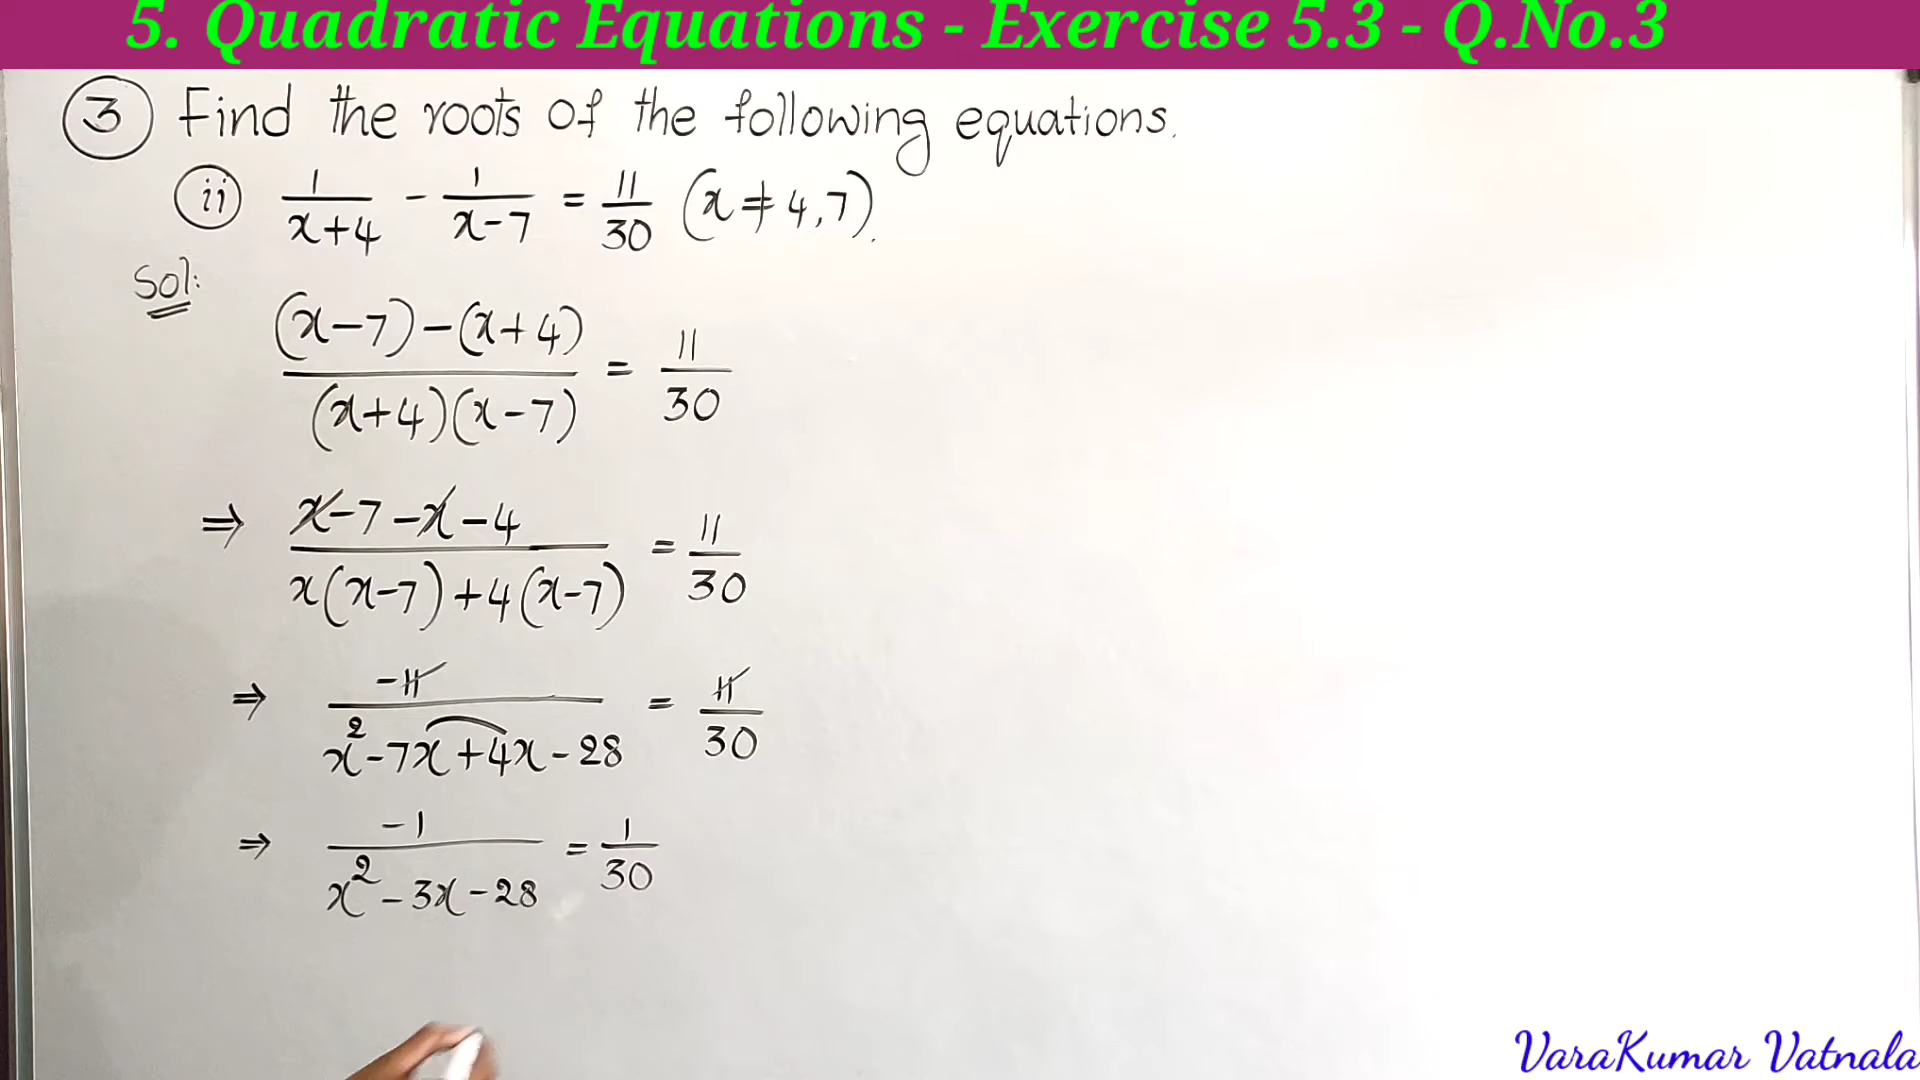 5. Quadratic Equations - Exercise 5.3 - Q.No.3
3 Find the roots of the following equations.
ii 1/(x+4) - 1/(x-7) = 11/30 (x ≠ 4, 7).
Sol:
((x-7)-(x+4))/((x+4)(x-7)) = 11/30
⇒ (x-7-x-4)/(x(x-7)+4(x-7)) = 11/30
⇒ -11/(x²-7x+4x-28) = 11/30
⇒ -1/(x²-3x-28) = 1/30
VaraKumar Vatnala